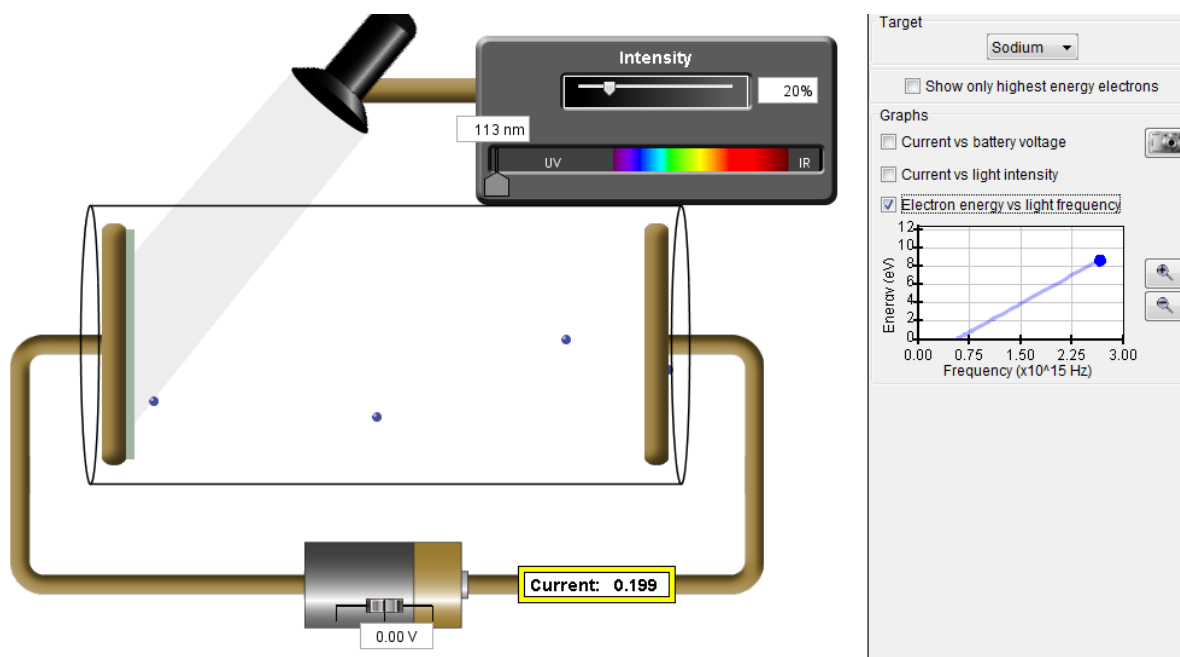 Intensity
20%
113 nm
UV
IR
Current: 0.199
0.00 V
Target
Sodium
Show only highest energy electrons
Graphs
Current vs battery voltage
Current vs light intensity
Electron energy vs light frequency
Energy (eV)
12
10
8
6
4
2
0
0.00 0.75 1.50 2.25 3.00
Frequency (x10^15 Hz)